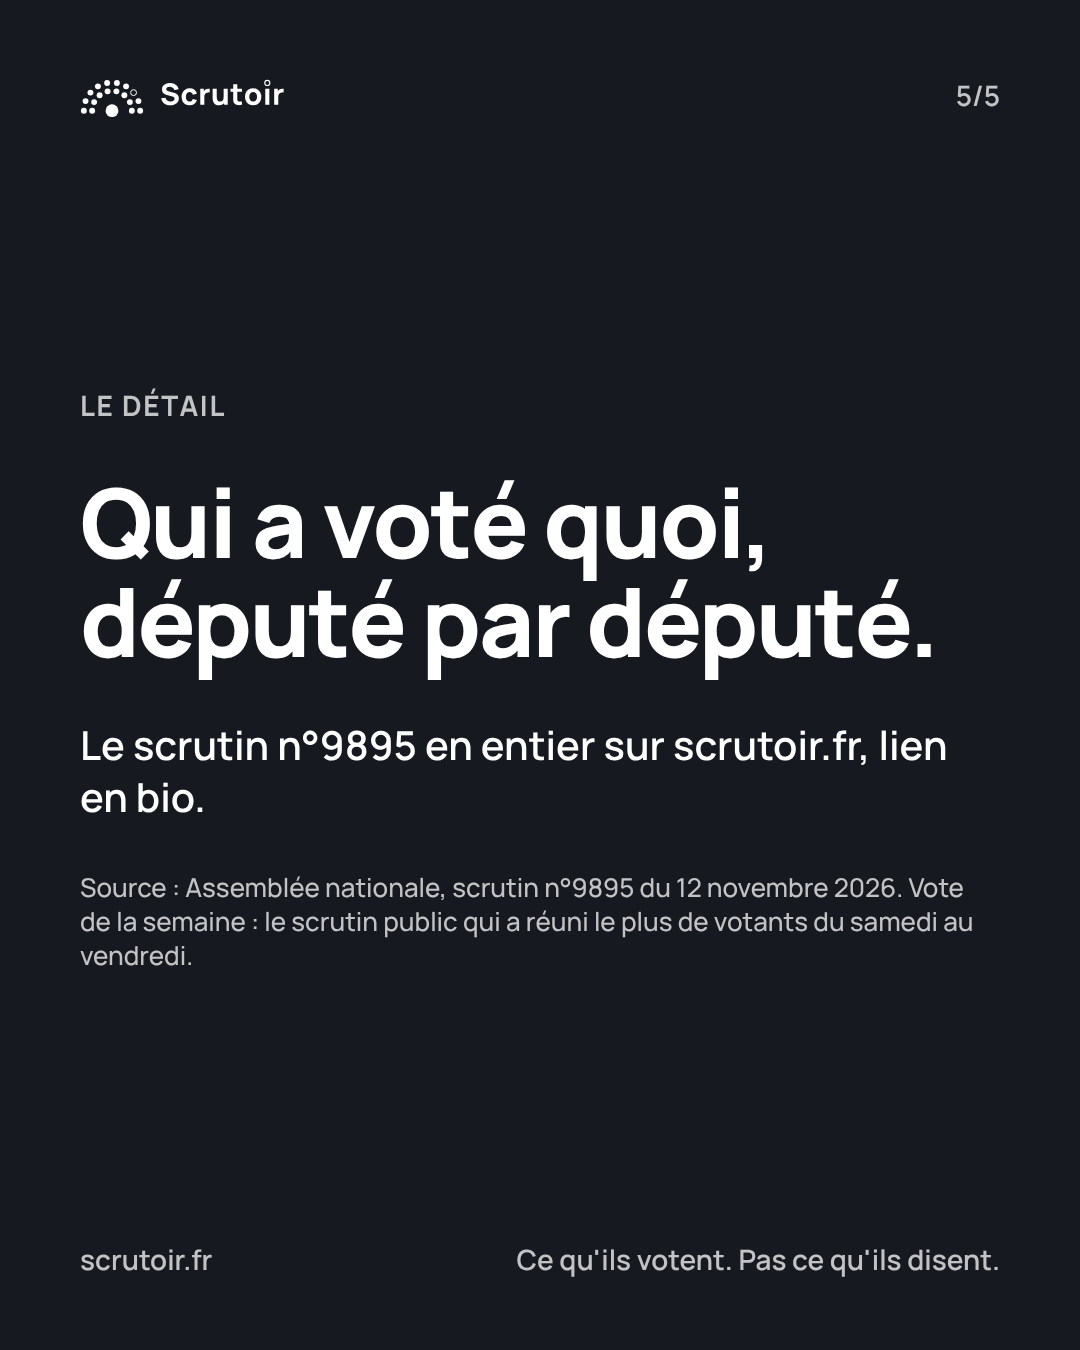 Scrutoir
5/5
LE DÉTAIL
Qui a voté quoi,
député par député.
Le scrutin n°9895 en entier sur scrutoir.fr, lien
en bio.
Source : Assemblée nationale, scrutin n°9895 du 12 novembre 2026. Vote
de la semaine : le scrutin public qui a réuni le plus de votants du samedi au
vendredi.
scrutoir.fr
Ce qu'ils votent. Pas ce qu'ils disent.